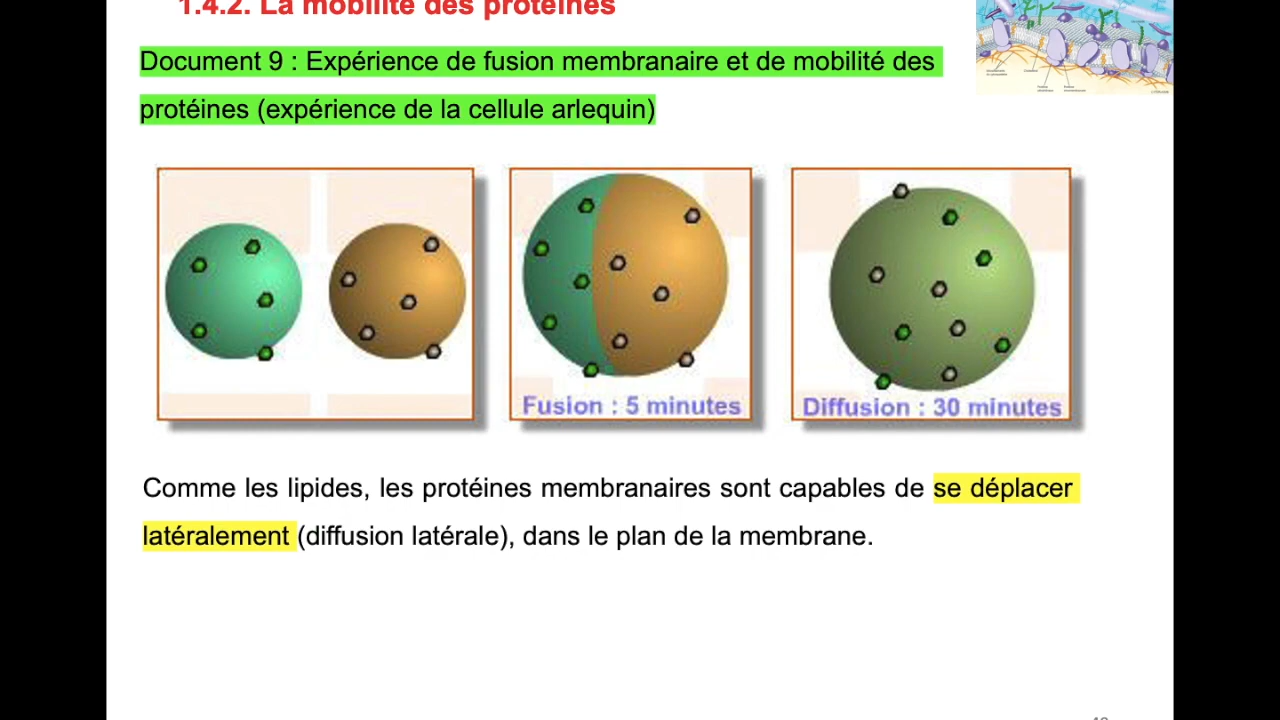 1.4.2. La mobilité des protéines
Document 9 : Expérience de fusion membranaire et de mobilité des
protéines (expérience de la cellule arlequin)
Fusion : 5 minutes
Diffusion : 30 minutes
Comme les lipides, les protéines membranaires sont capables de se déplacer
latéralement (diffusion latérale), dans le plan de la membrane.